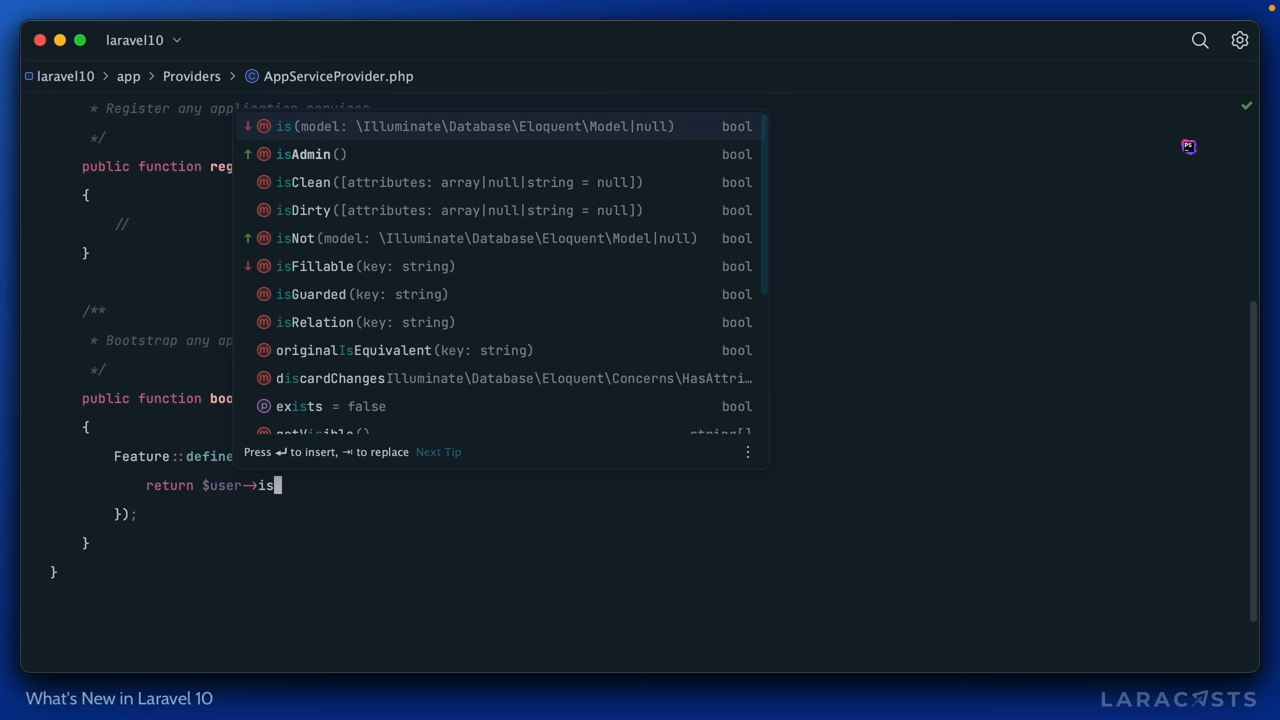 laravel10
laravel10 > app > Providers > AppServiceProvider.php
* Register any application services.
*/
public function reg
{
//
}
/**
* Bootstrap any ap
*/
public function boo
{
Feature::define
return $user->is
});
}
}
is(model: \Illuminate\Database\Eloquent\Model|null) bool
isAdmin() bool
isClean([attributes: array|null|string = null]) bool
isDirty([attributes: array|null|string = null]) bool
isNot(model: \Illuminate\Database\Eloquent\Model|null) bool
isFillable(key: string) bool
isGuarded(key: string) bool
isRelation(key: string) bool
originalIsEquivalent(key: string) bool
discardChangesIlluminate\Database\Eloquent\Concerns\HasAttri...
exists = false bool
getVisible() string[]
Press ↵ to insert, ⇥ to replace Next Tip
PS
What's New in Laravel 10
LARACASTS